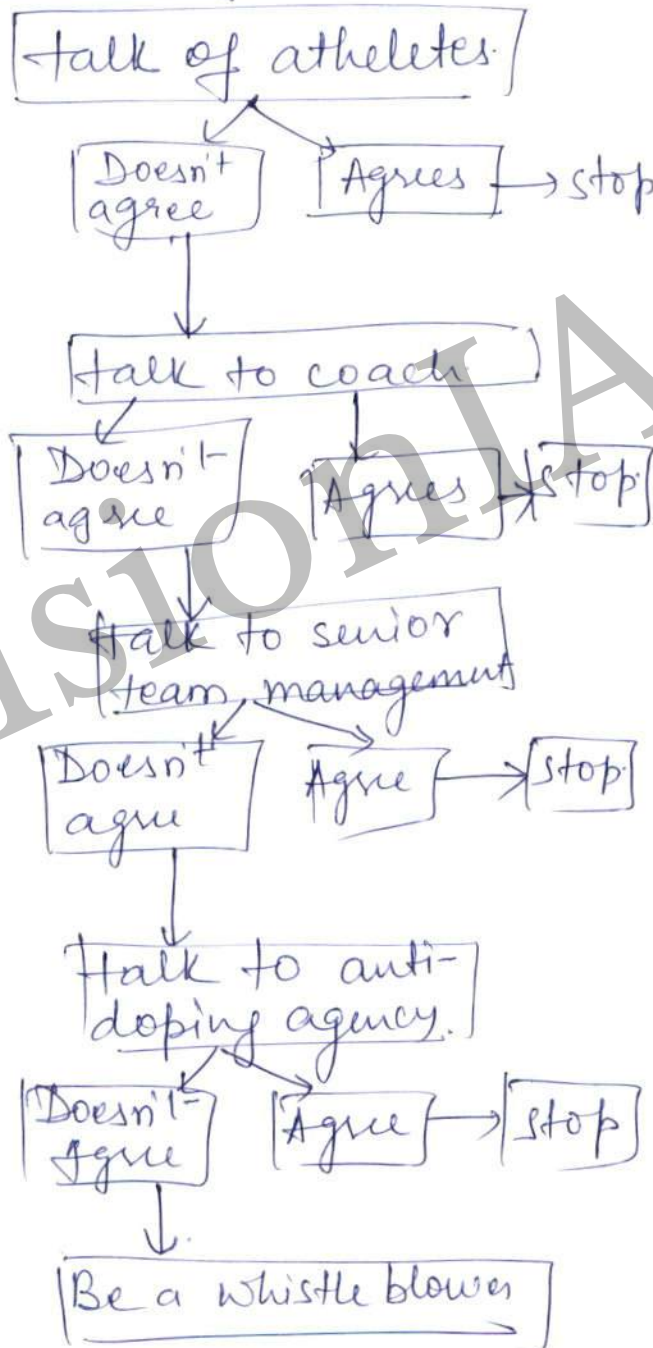 talk of atheletes.
Doesn't
agree
Agrees
stop
talk to coach
Doesn't
agree
Agrees
stop.
talk to senior
team management
Doesn't
agree
Agree
stop.
talk to anti-
doping agency.
Doesn't
Agree
Agree
stop
Be a whistle blower